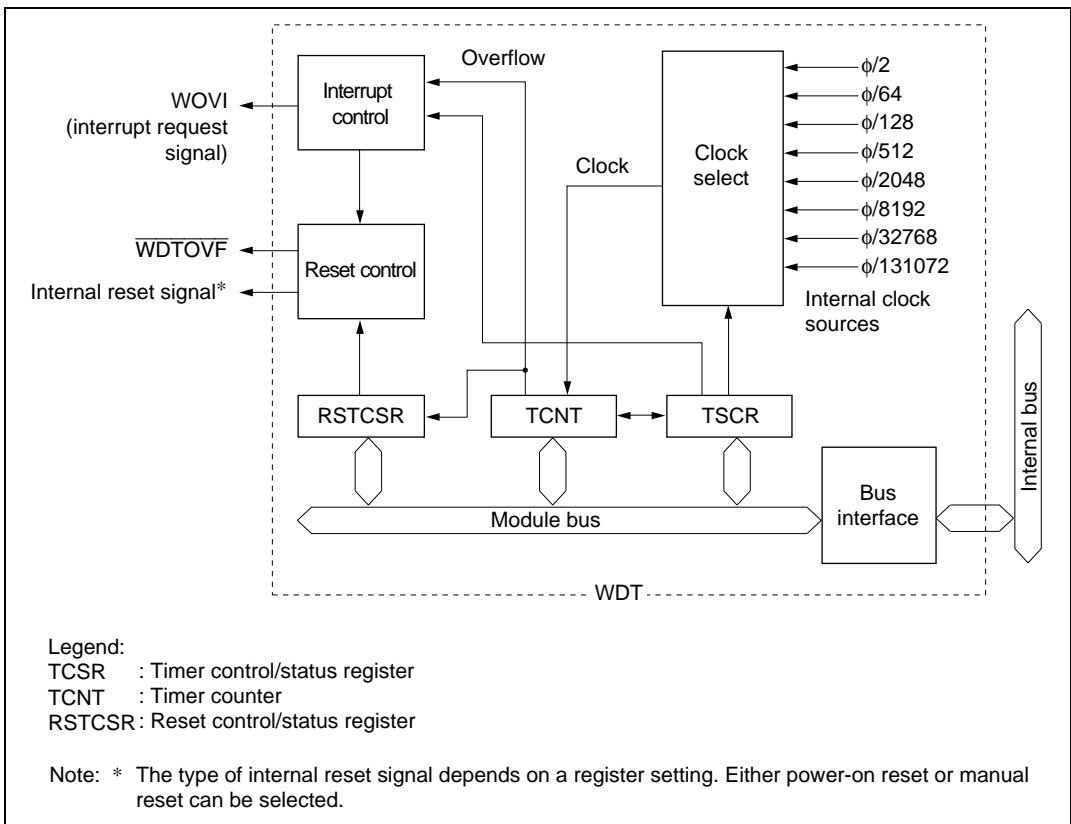 Overflow
Interrupt
control
WOVI
(interrupt request
signal)
Clock
Clock
select
ϕ/2
ϕ/64
ϕ/128
ϕ/512
ϕ/2048
ϕ/8192
ϕ/32768
ϕ/131072
Internal clock
sources
WDTOVF
Internal reset signal*
Reset control
RSTCSR
TCNT
TSCR
Module bus
Bus
interface
Internal bus
WDT
Legend:
TCSR : Timer control/status register
TCNT : Timer counter
RSTCSR : Reset control/status register
Note: * The type of internal reset signal depends on a register setting. Either power-on reset or manual
reset can be selected.